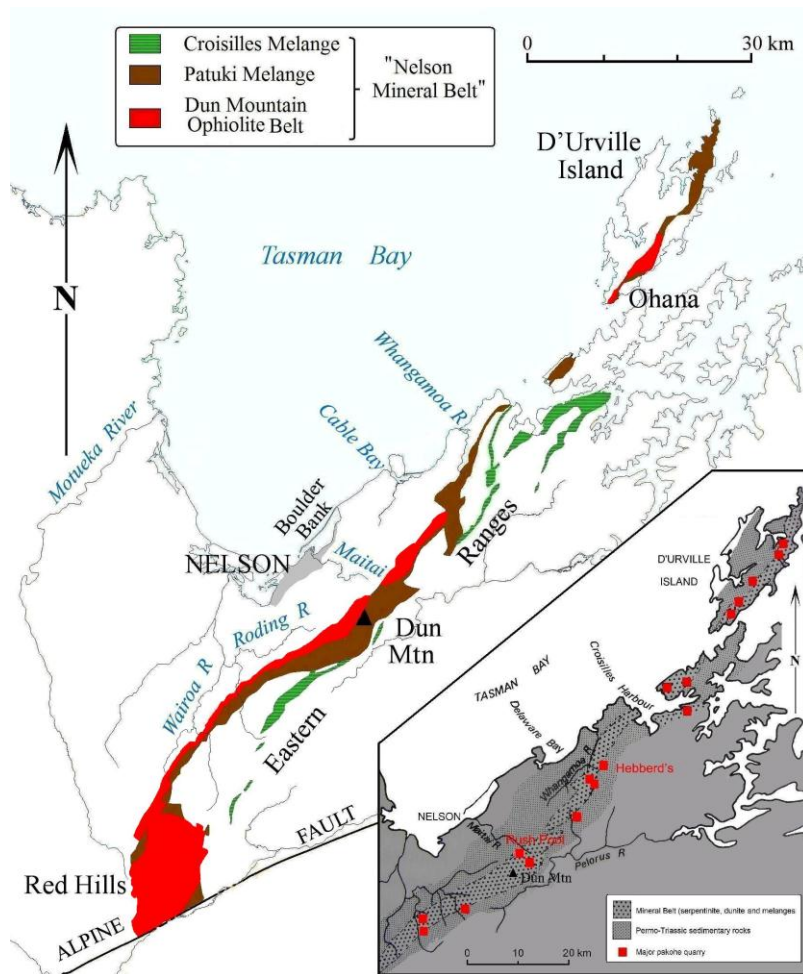 Croisilles Melange
Patuki Melange
Dun Mountain
Ophiolite Belt
"Nelson
Mineral Belt"
0
30 km
D'Urville
Island
Tasman Bay
N
Ohana
Whangamoa R
Cable Bay
Motueka River
Boulder
Bank
NELSON
Maitai
Ranges
Roding R
Dun
Mtn
Wairoa R
Eastern
Red Hills
ALPINE
FAULT
D'URVILLE
ISLAND
N
TASMAN BAY
Croisilles
Harbour
Delaware Bay
Whangamoa R
Hebberd's
NELSON
Maitai R
Rush Pool
Dun Mtn
Pelorus R
0
10
20 km
Mineral Belt (serpentinite, dunite and melanges
Permo-Triassic sedimentary rocks
Major pakohe quarry